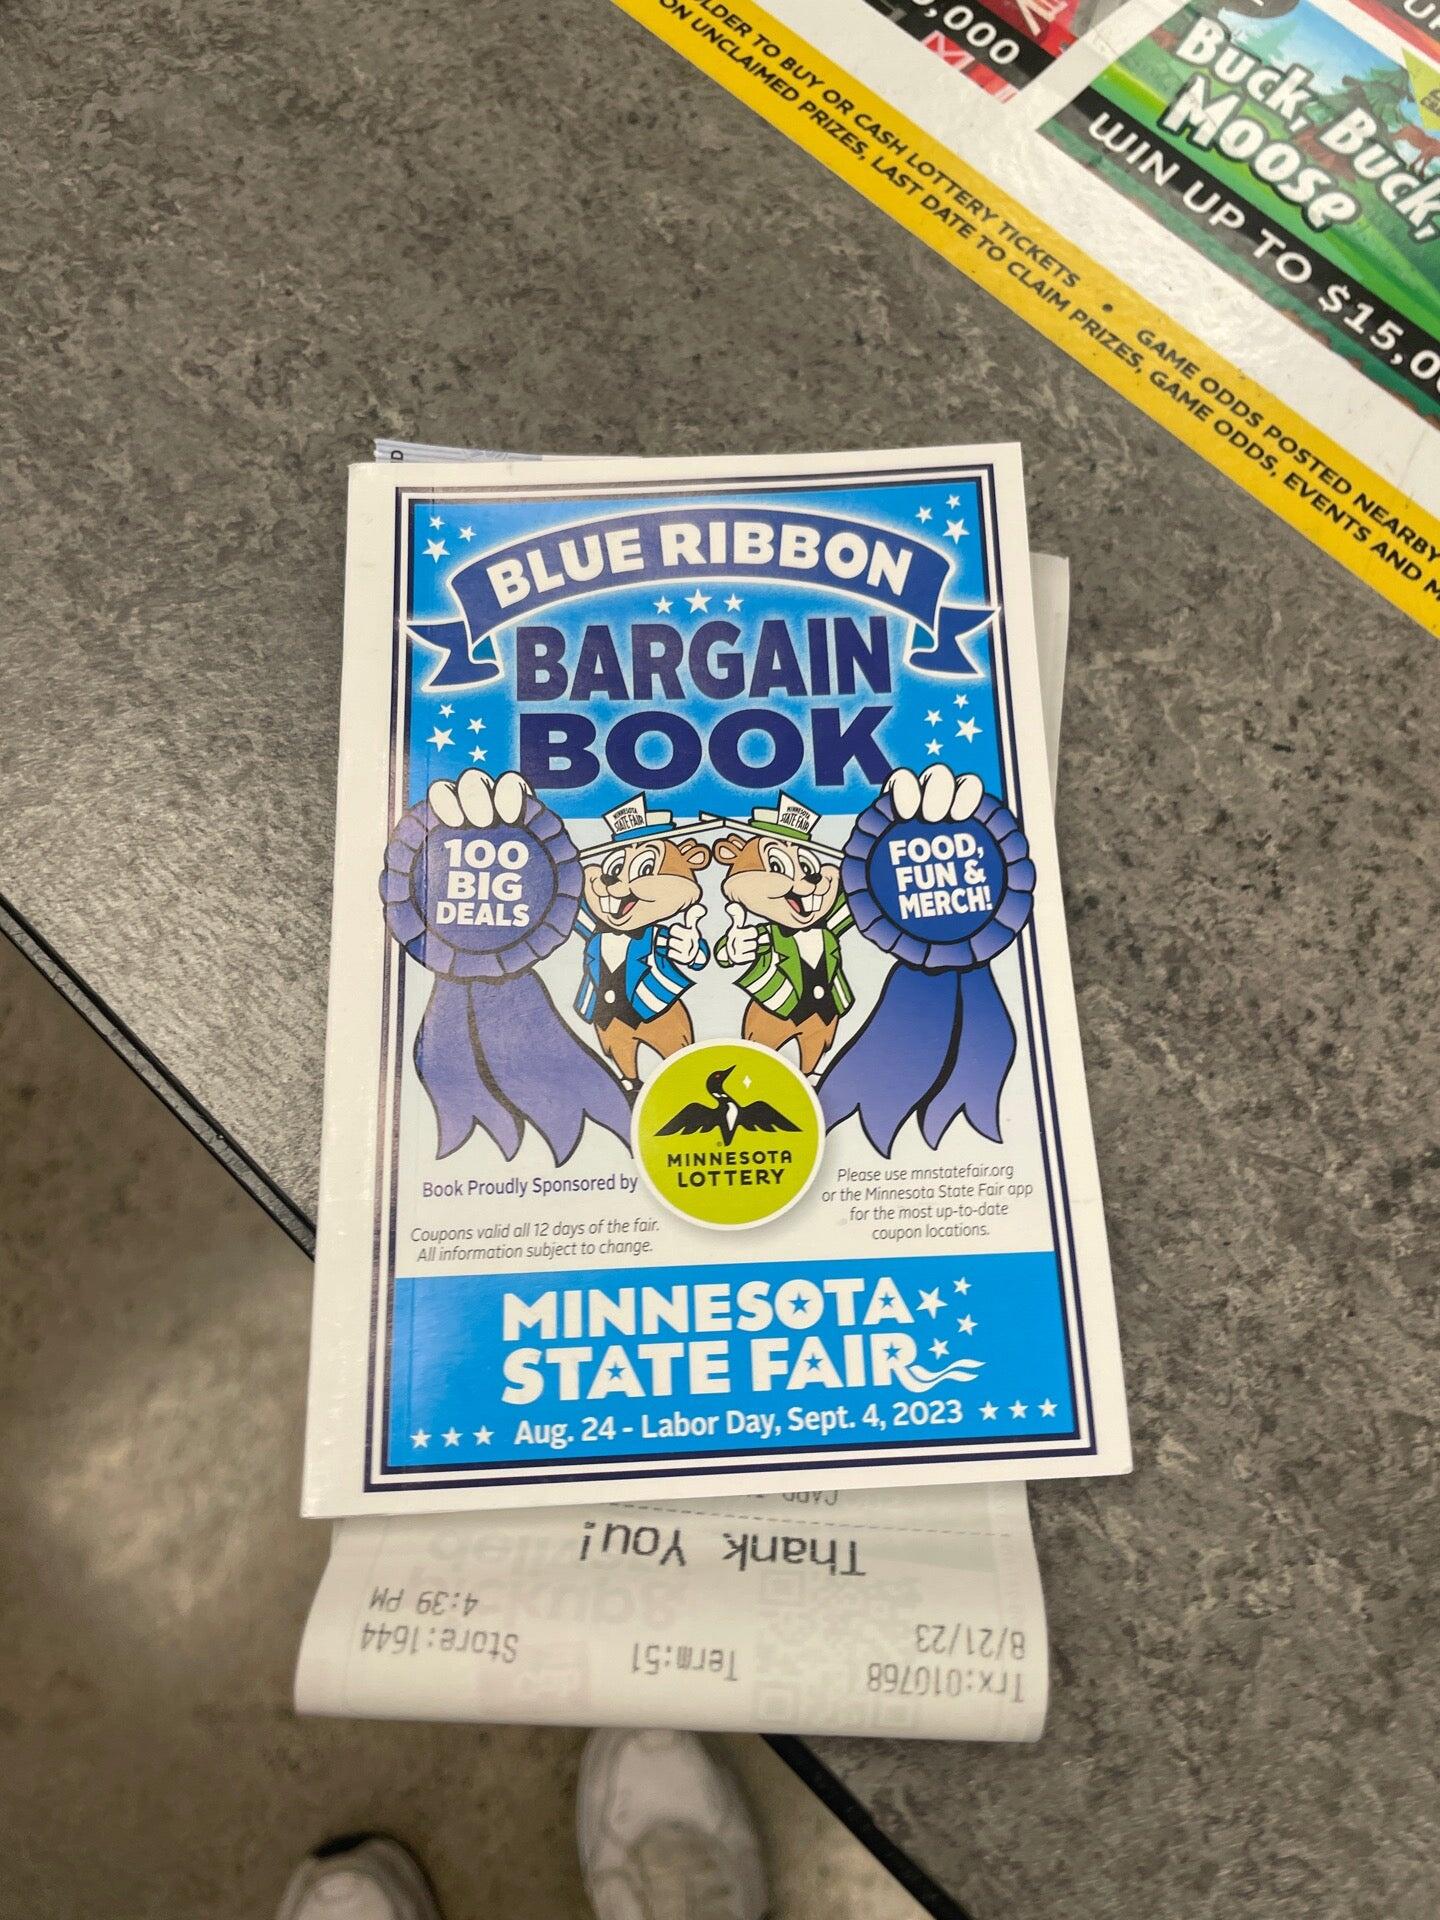 0,000
Buck, Buck,
Moose
WIN UP TO $15,0
OLDER TO BUY OR CASH LOTTERY TICKETS • GAME ODDS POSTED NEARBY
ON UNCLAIMED PRIZES, LAST DATE TO CLAIM PRIZES, GAME ODDS, EVENTS AND M
BLUE RIBBON
BARGAIN
BOOK
MINNESOTA
STATE FAIR
MINNESOTA
STATE FAIR
100
BIG
DEALS
FOOD,
FUN &
MERCH!
MINNESOTA
LOTTERY
Book Proudly Sponsored by
Coupons valid all 12 days of the fair.
All information subject to change.
Please use mnstatefair.org
or the Minnesota State Fair app
for the most up-to-date
coupon locations.
MINNESOTA
STATE FAIR
Aug. 24 - Labor Day, Sept. 4, 2023
Trx:010768 Term:51 Store:1644
8/21/23 4:39 PM
Thank You!